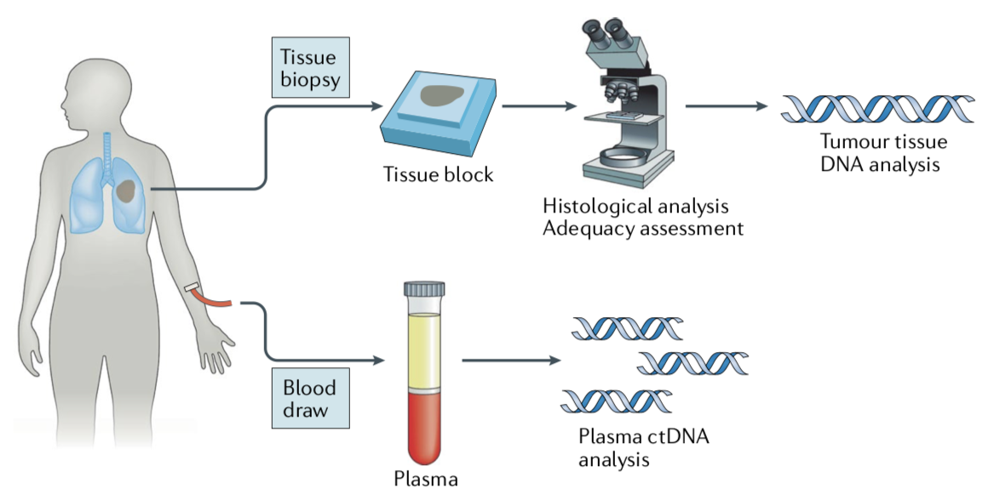 Tissue
biopsy
Tissue block
Histological analysis
Adequacy assessment
Tumour tissue
DNA analysis
Blood
draw
Plasma
Plasma ctDNA
analysis